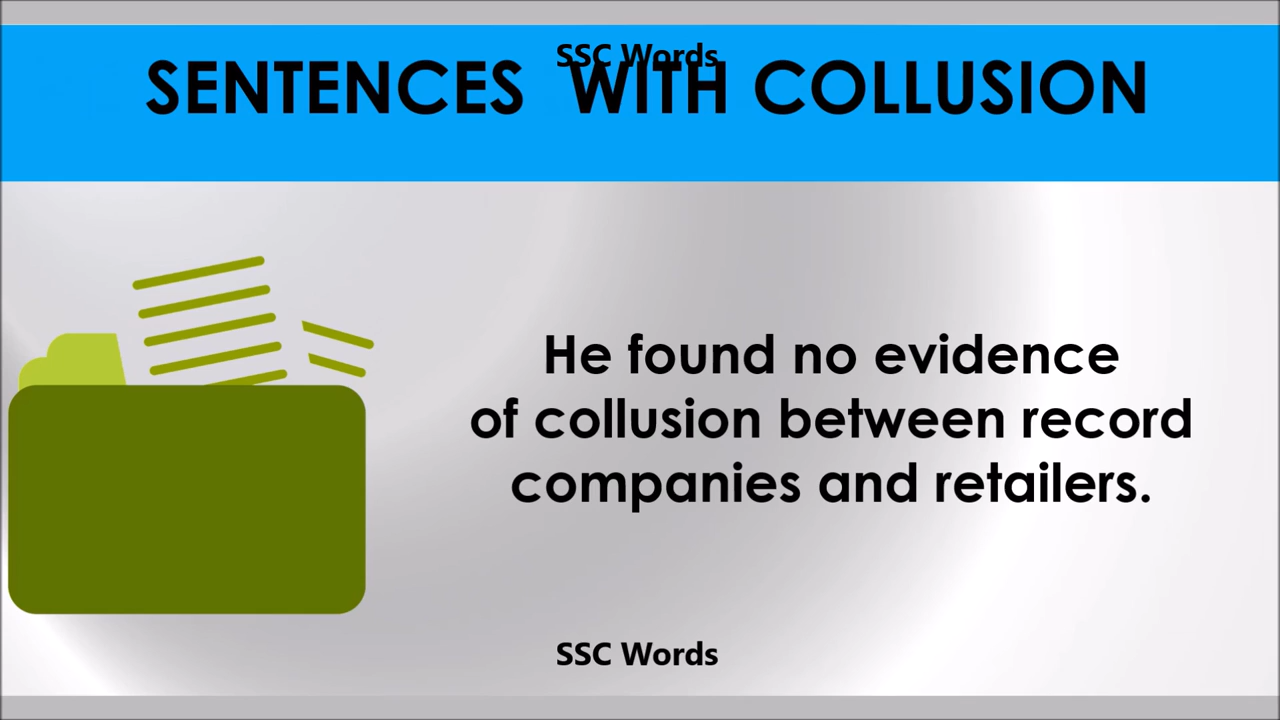 SSC Words
SENTENCES WITH COLLUSION
He found no evidence
of collusion between record
companies and retailers.
SSC Words